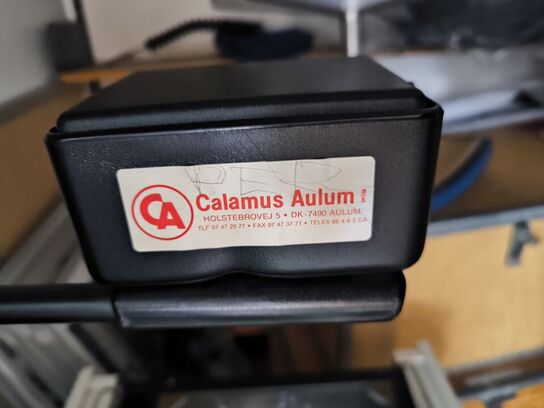 PER
CA
Calamus Aulum
HOLSTEBROVEJ 5 • DK-7490 AULUM
TLF 97 47 29 77 • FAX 97 47 37 71 • TELEX 66 4 6 2 CA